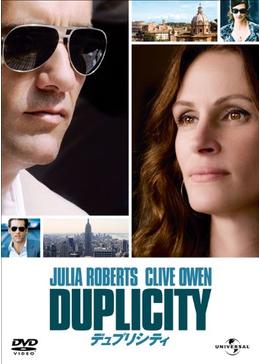 JULIA ROBERTS CLIVE OWEN
DUPLICITY
デュプリシティ
DVD
VIDEO
UNIVERSAL